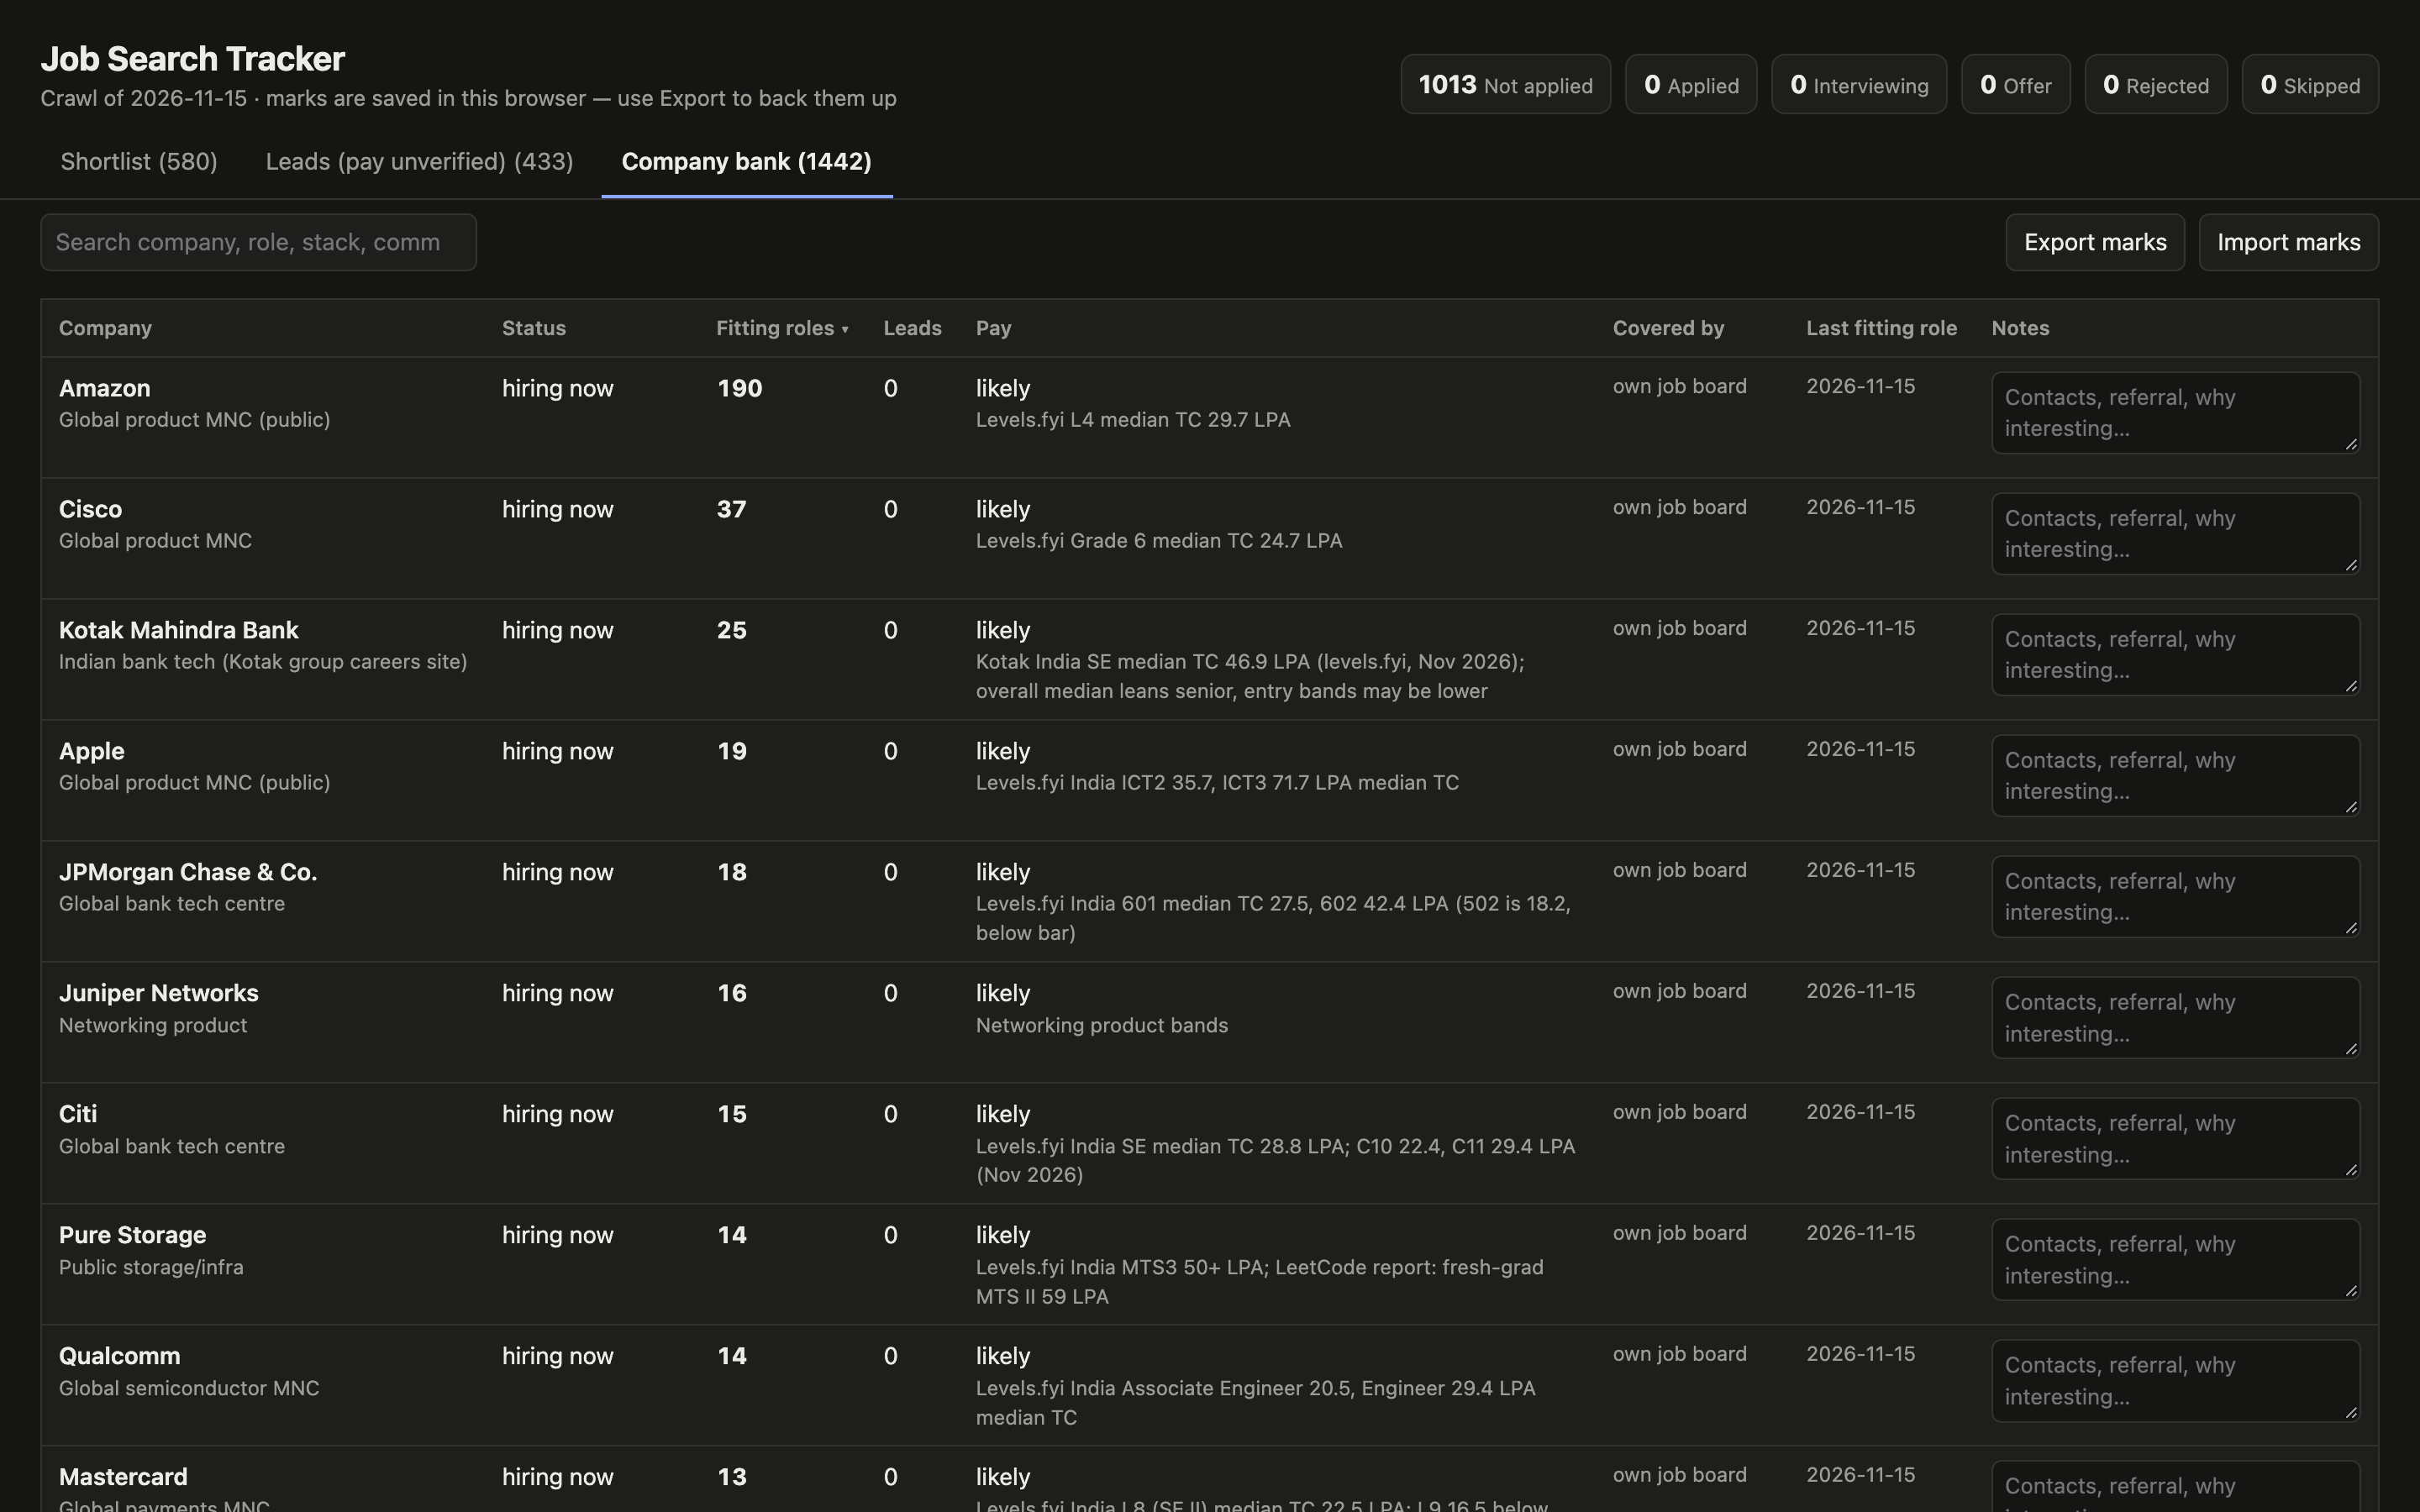 Job Search Tracker
Crawl of 2026-11-15 · marks are saved in this browser — use Export to back them up
1013 Not applied
0 Applied
0 Interviewing
0 Offer
0 Rejected
0 Skipped
Shortlist (580)
Leads (pay unverified) (433)
Company bank (1442)
Search company, role, stack, comm
Export marks
Import marks
Company Status Fitting roles ▾ Leads Pay Covered by Last fitting role Notes
Amazon hiring now 190 0 likely own job board 2026-11-15 Contacts, referral, why
Global product MNC (public) Levels.fyi L4 median TC 29.7 LPA interesting...
Cisco hiring now 37 0 likely own job board 2026-11-15 Contacts, referral, why
Global product MNC Levels.fyi Grade 6 median TC 24.7 LPA interesting...
Kotak Mahindra Bank hiring now 25 0 likely own job board 2026-11-15 Contacts, referral, why
Indian bank tech (Kotak group careers site) Kotak India SE median TC 46.9 LPA (levels.fyi, Nov 2026); interesting...
overall median leans senior, entry bands may be lower
Apple hiring now 19 0 likely own job board 2026-11-15 Contacts, referral, why
Global product MNC (public) Levels.fyi India ICT2 35.7, ICT3 71.7 LPA median TC interesting...
JPMorgan Chase & Co. hiring now 18 0 likely own job board 2026-11-15 Contacts, referral, why
Global bank tech centre Levels.fyi India 601 median TC 27.5, 602 42.4 LPA (502 is 18.2, interesting...
below bar)
Juniper Networks hiring now 16 0 likely own job board 2026-11-15 Contacts, referral, why
Networking product Networking product bands interesting...
Citi hiring now 15 0 likely own job board 2026-11-15 Contacts, referral, why
Global bank tech centre Levels.fyi India SE median TC 28.8 LPA; C10 22.4, C11 29.4 LPA interesting...
(Nov 2026)
Pure Storage hiring now 14 0 likely own job board 2026-11-15 Contacts, referral, why
Public storage/infra Levels.fyi India MTS3 50+ LPA; LeetCode report: fresh-grad interesting...
MTS II 59 LPA
Qualcomm hiring now 14 0 likely own job board 2026-11-15 Contacts, referral, why
Global semiconductor MNC Levels.fyi India Associate Engineer 20.5, Engineer 29.4 LPA interesting...
median TC
Mastercard hiring now 13 0 likely own job board 2026-11-15 Contacts, referral, why
Global payments MNC Levels.fyi India L8 (SE II) median TC 22.5 LPA; L9 16.5 below